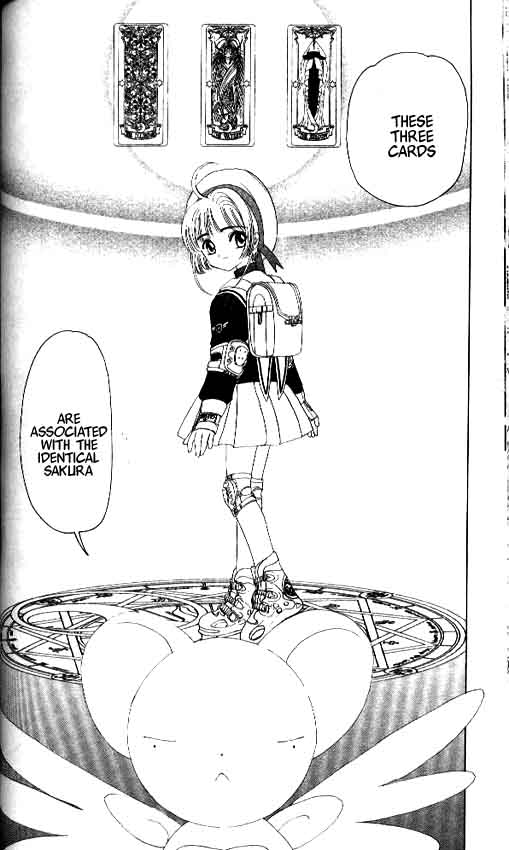 THESE
THREE
CARDS
ARE
ASSOCIATED
WITH THE
IDENTICAL
SAKURA